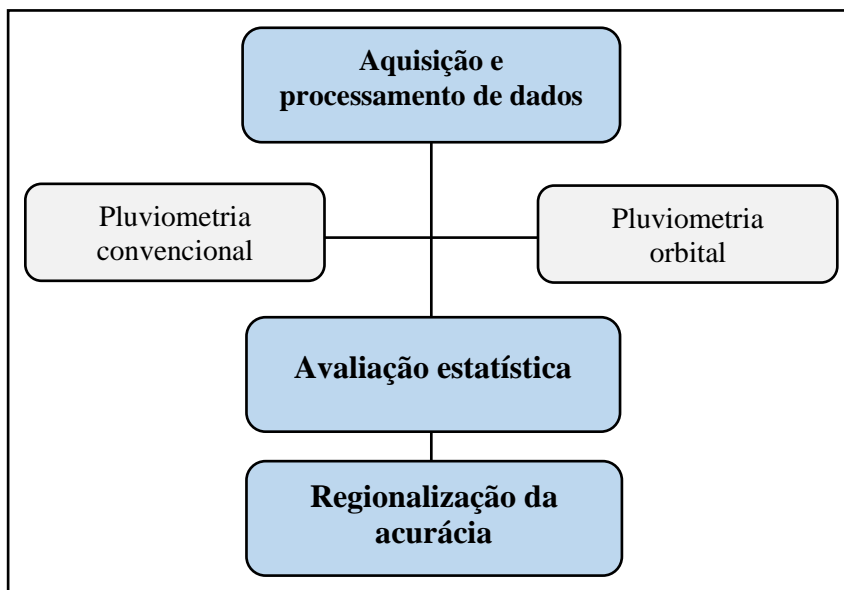 Aquisição e
processamento de dados
Pluviometria
convencional
Pluviometria
orbital
Avaliação estatística
Regionalização da
acurácia